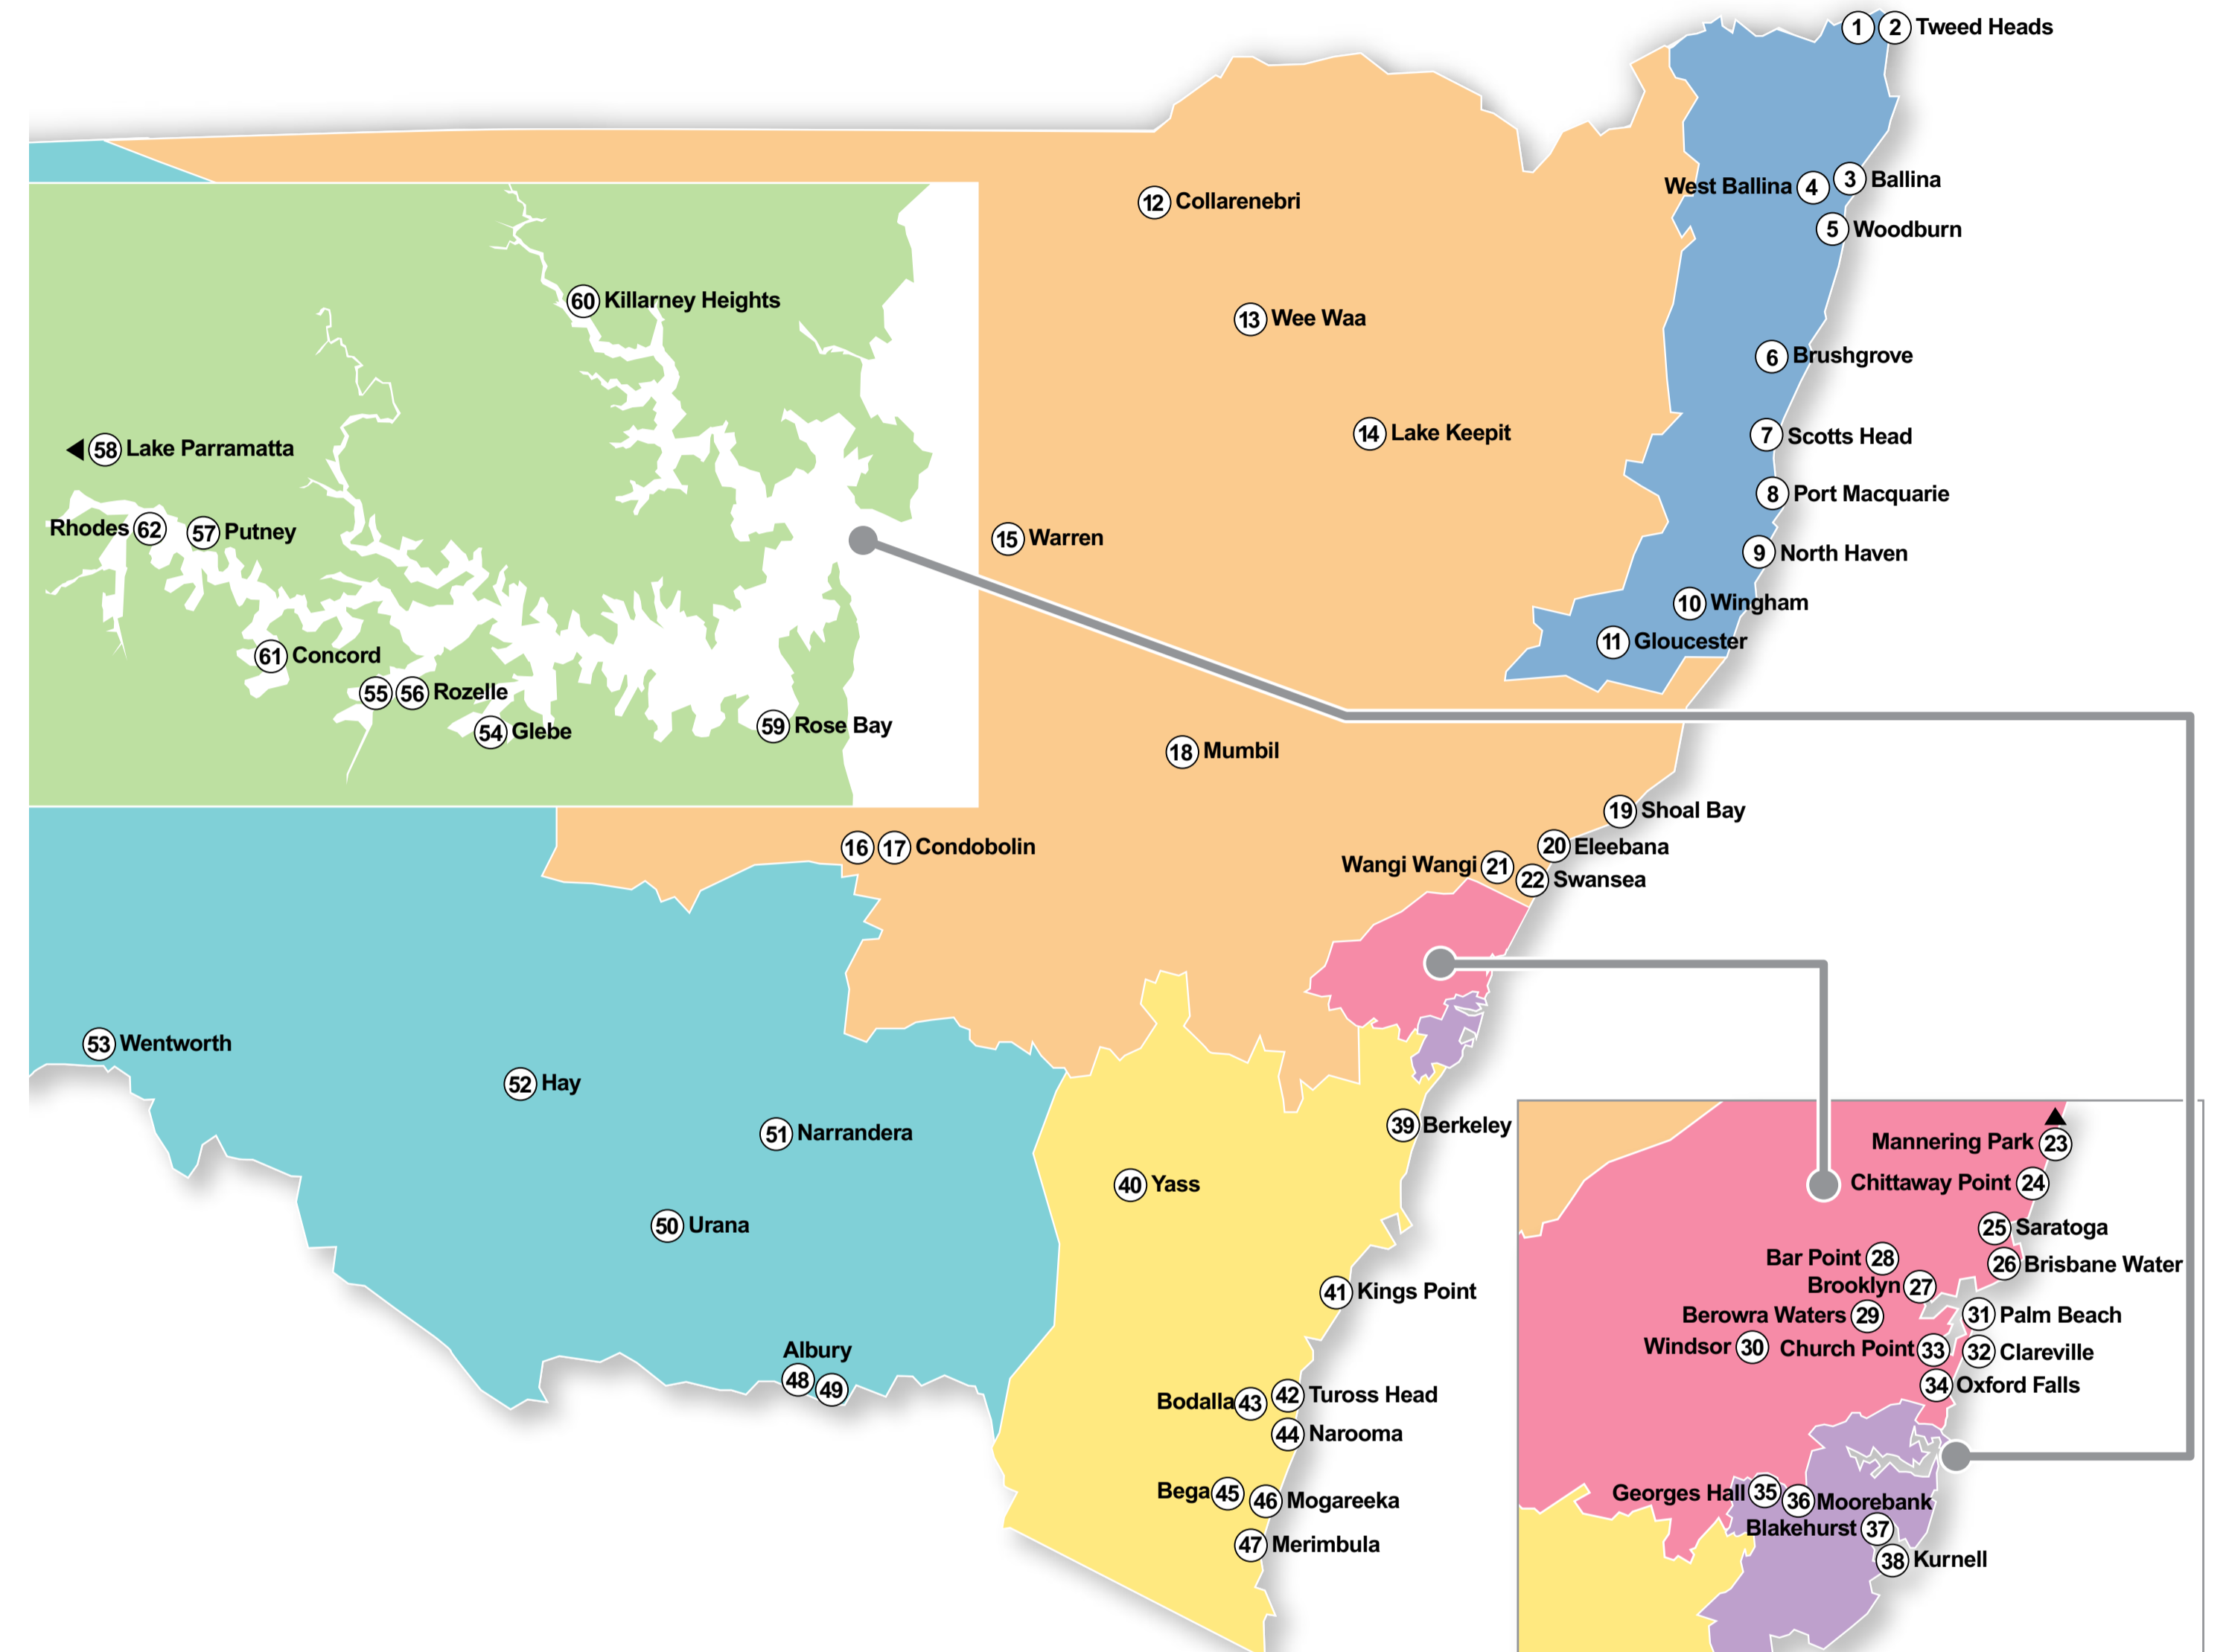 1 2 Tweed Heads
West Ballina 4 3 Ballina
5 Woodburn
12 Collarenebri
60 Killarney Heights
13 Wee Waa
6 Brushgrove
14 Lake Keepit
7 Scotts Head
58 Lake Parramatta
8 Port Macquarie
Rhodes 62 57 Putney
15 Warren
9 North Haven
10 Wingham
11 Gloucester
61 Concord
55 56 Rozelle
54 Glebe
59 Rose Bay
18 Mumbil
19 Shoal Bay
16 17 Condobolin
20 Eleebana
Wangi Wangi 21
22 Swansea
53 Wentworth
52 Hay
51 Narrandera
39 Berkeley
Mannering Park 23
40 Yass
Chittaway Point 24
50 Urana
25 Saratoga
Bar Point 28
26 Brisbane Water
Brooklyn 27
41 Kings Point
Berowra Waters 29
31 Palm Beach
Windsor 30
Church Point 33
32 Clareville
Albury
48 49
34 Oxford Falls
Bodalla 43
42 Tuross Head
44 Narooma
Bega 45
46 Mogareeka
Georges Hall 35
36 Moorebank
Blakehurst 37
47 Merimbula
38 Kurnell